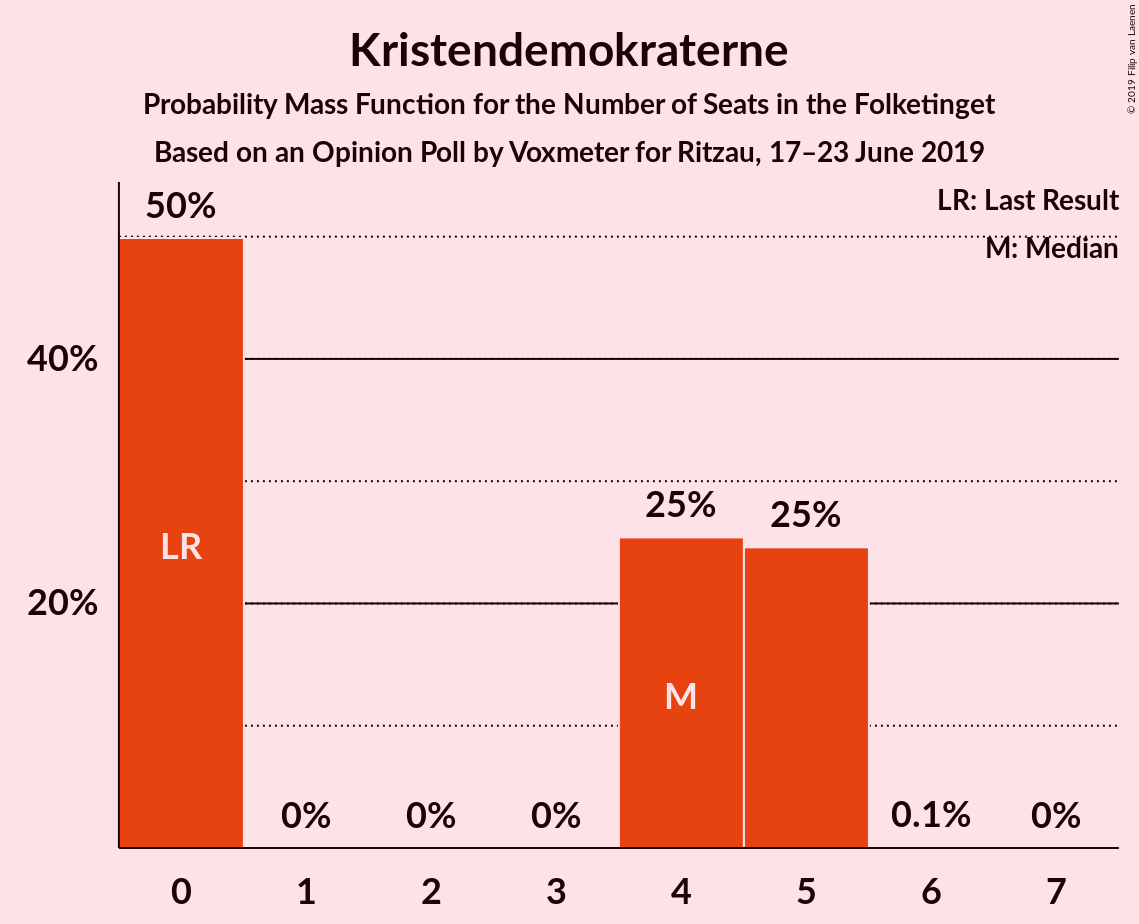 Kristendemokraterne
Probability Mass Function for the Number of Seats in the Folketinget
Based on an Opinion Poll by Voxmeter for Ritzau, 17–23 June 2019
© 2019 Filip van Laenen
LR: Last Result
M: Median
50%
40%
20%
LR
0%
0%
0%
25%
M
25%
0.1%
0%
0 1 2 3 4 5 6 7